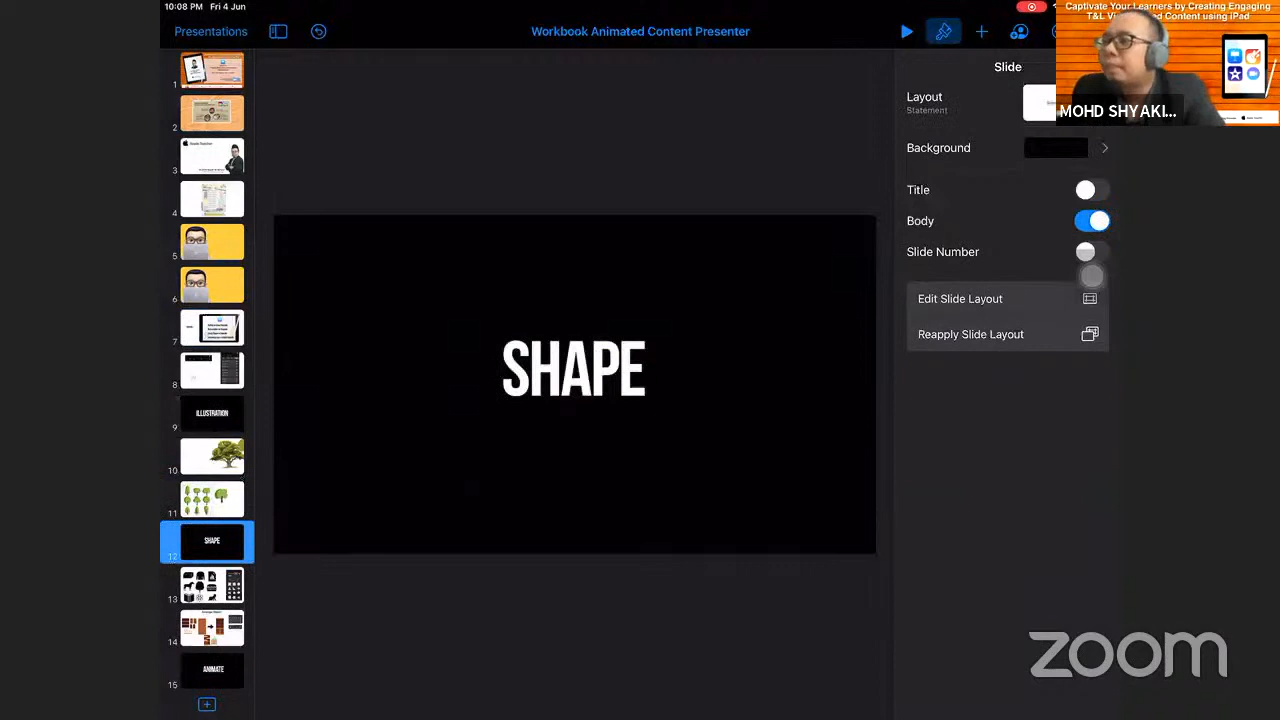 10:08 PM Fri 4 Jun
Captivate Your Learners by Creating Engaging
Presentations
Workbook Animated Content Presenter
Slide
Layout
Statement
MOHD SHYAKI...
Background
Title
Body
Slide Number
Edit Slide Layout
apply Slide Layout
SHAPE
1
2
3
4
5
6
7
8
ILLUSTRATION
9
10
11
SHAPE
12
13
14
ANIMATE
15
zoom